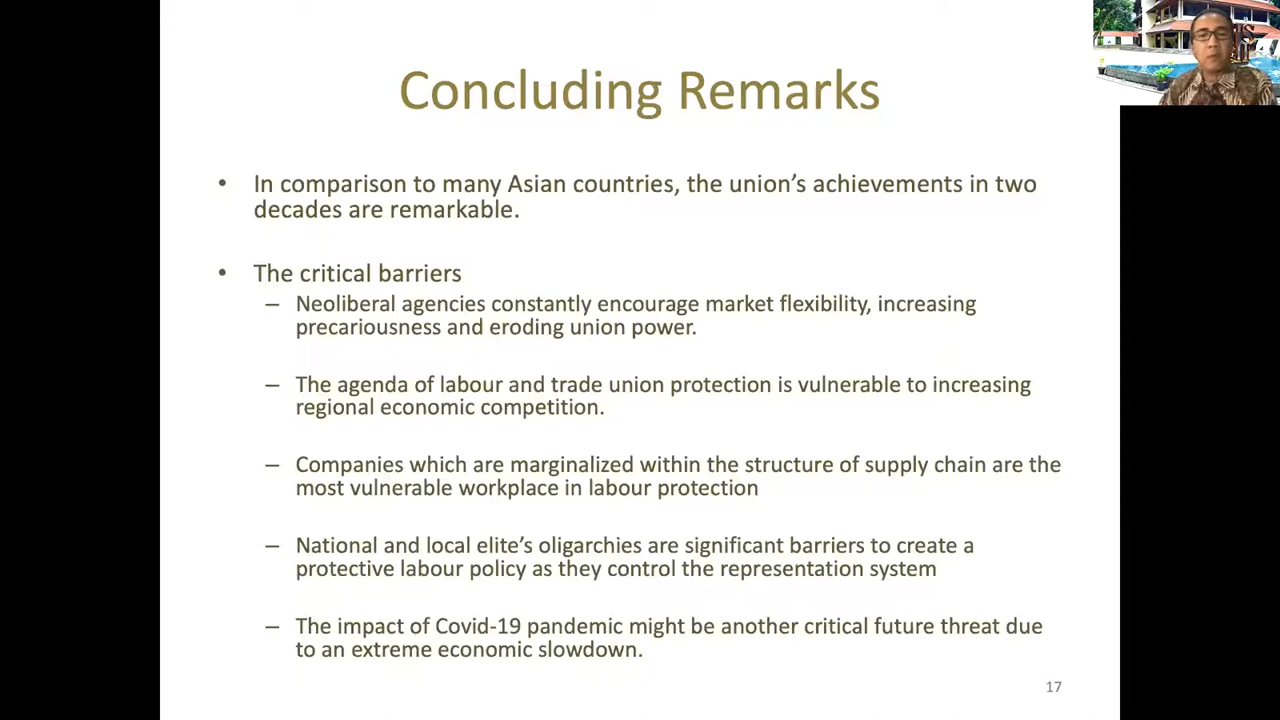 Concluding Remarks
• In comparison to many Asian countries, the union’s achievements in two
decades are remarkable.
• The critical barriers
– Neoliberal agencies constantly encourage market flexibility, increasing
precariousness and eroding union power.
– The agenda of labour and trade union protection is vulnerable to increasing
regional economic competition.
– Companies which are marginalized within the structure of supply chain are the
most vulnerable workplace in labour protection
– National and local elite’s oligarchies are significant barriers to create a
protective labour policy as they control the representation system
– The impact of Covid-19 pandemic might be another critical future threat due
to an extreme economic slowdown.
17